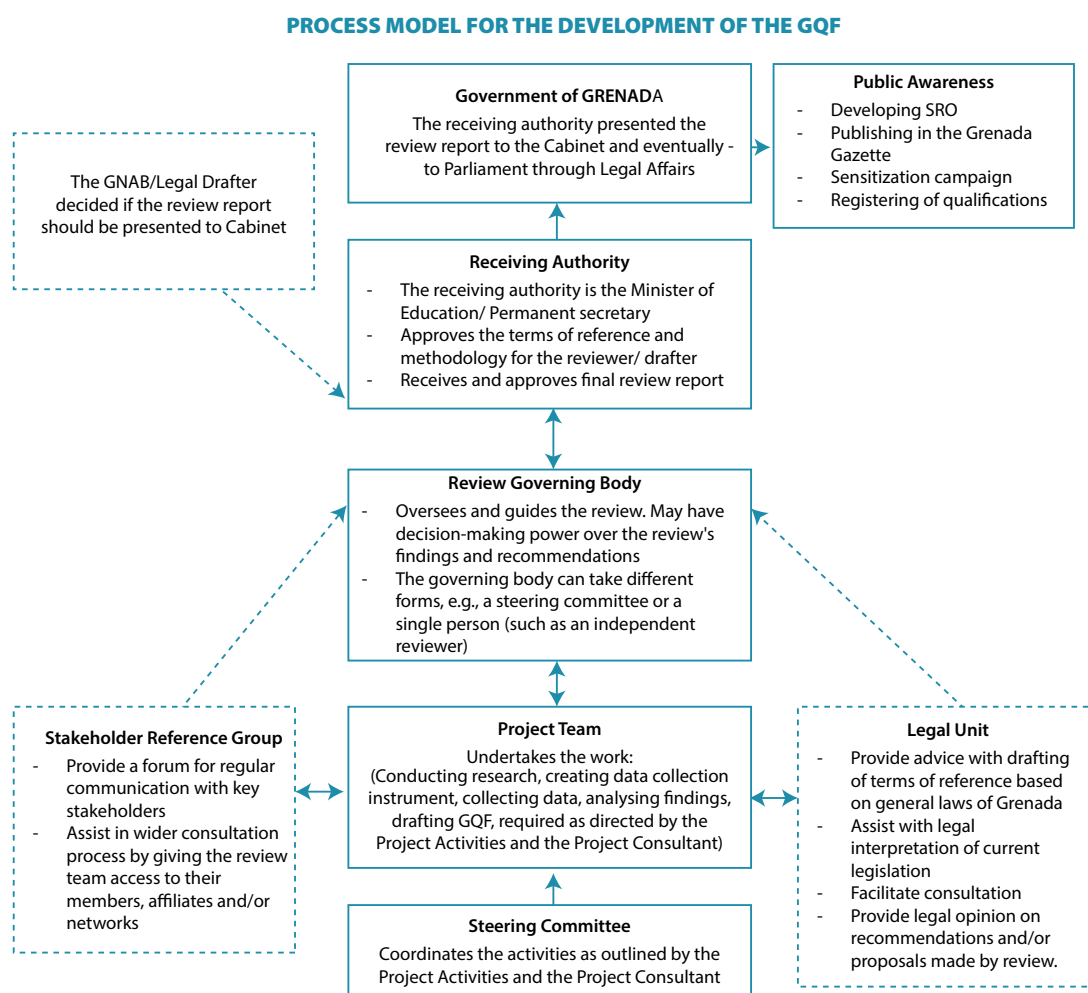 PROCESS MODEL FOR THE DEVELOPMENT OF THE GQF
Government of GRENADA
The receiving authority presented the
review report to the Cabinet and eventually -
to Parliament through Legal Affairs
Public Awareness
- Developing SRO
- Publishing in the Grenada
Gazette
- Sensitization campaign
- Registering of qualifications
The GNAB/Legal Drafter
decided if the review report
should be presented to Cabinet
Receiving Authority
- The receiving authority is the Minister of
Education/ Permanent secretary
- Approves the terms of reference and
methodology for the reviewer/ drafter
- Receives and approves final review report
Review Governing Body
- Oversees and guides the review. May have
decision-making power over the review's
findings and recommendations
- The governing body can take different
forms, e.g., a steering committee or a
single person (such as an independent
reviewer)
Stakeholder Reference Group
- Provide a forum for regular
communication with key
stakeholders
- Assist in wider consultation
process by giving the review
team access to their
members, affiliates and/or
networks
Project Team
Undertakes the work:
(Conducting research, creating data collection
instrument, collecting data, analysing findings,
drafting GQF, required as directed by the
Project Activities and the Project Consultant)
Legal Unit
- Provide advice with drafting
of terms of reference based
on general laws of Grenada
- Assist with legal
interpretation of current
legislation
- Facilitate consultation
- Provide legal opinion on
recommendations and/or
proposals made by review.
Steering Committee
Coordinates the activities as outlined by the
Project Activities and the Project Consultant